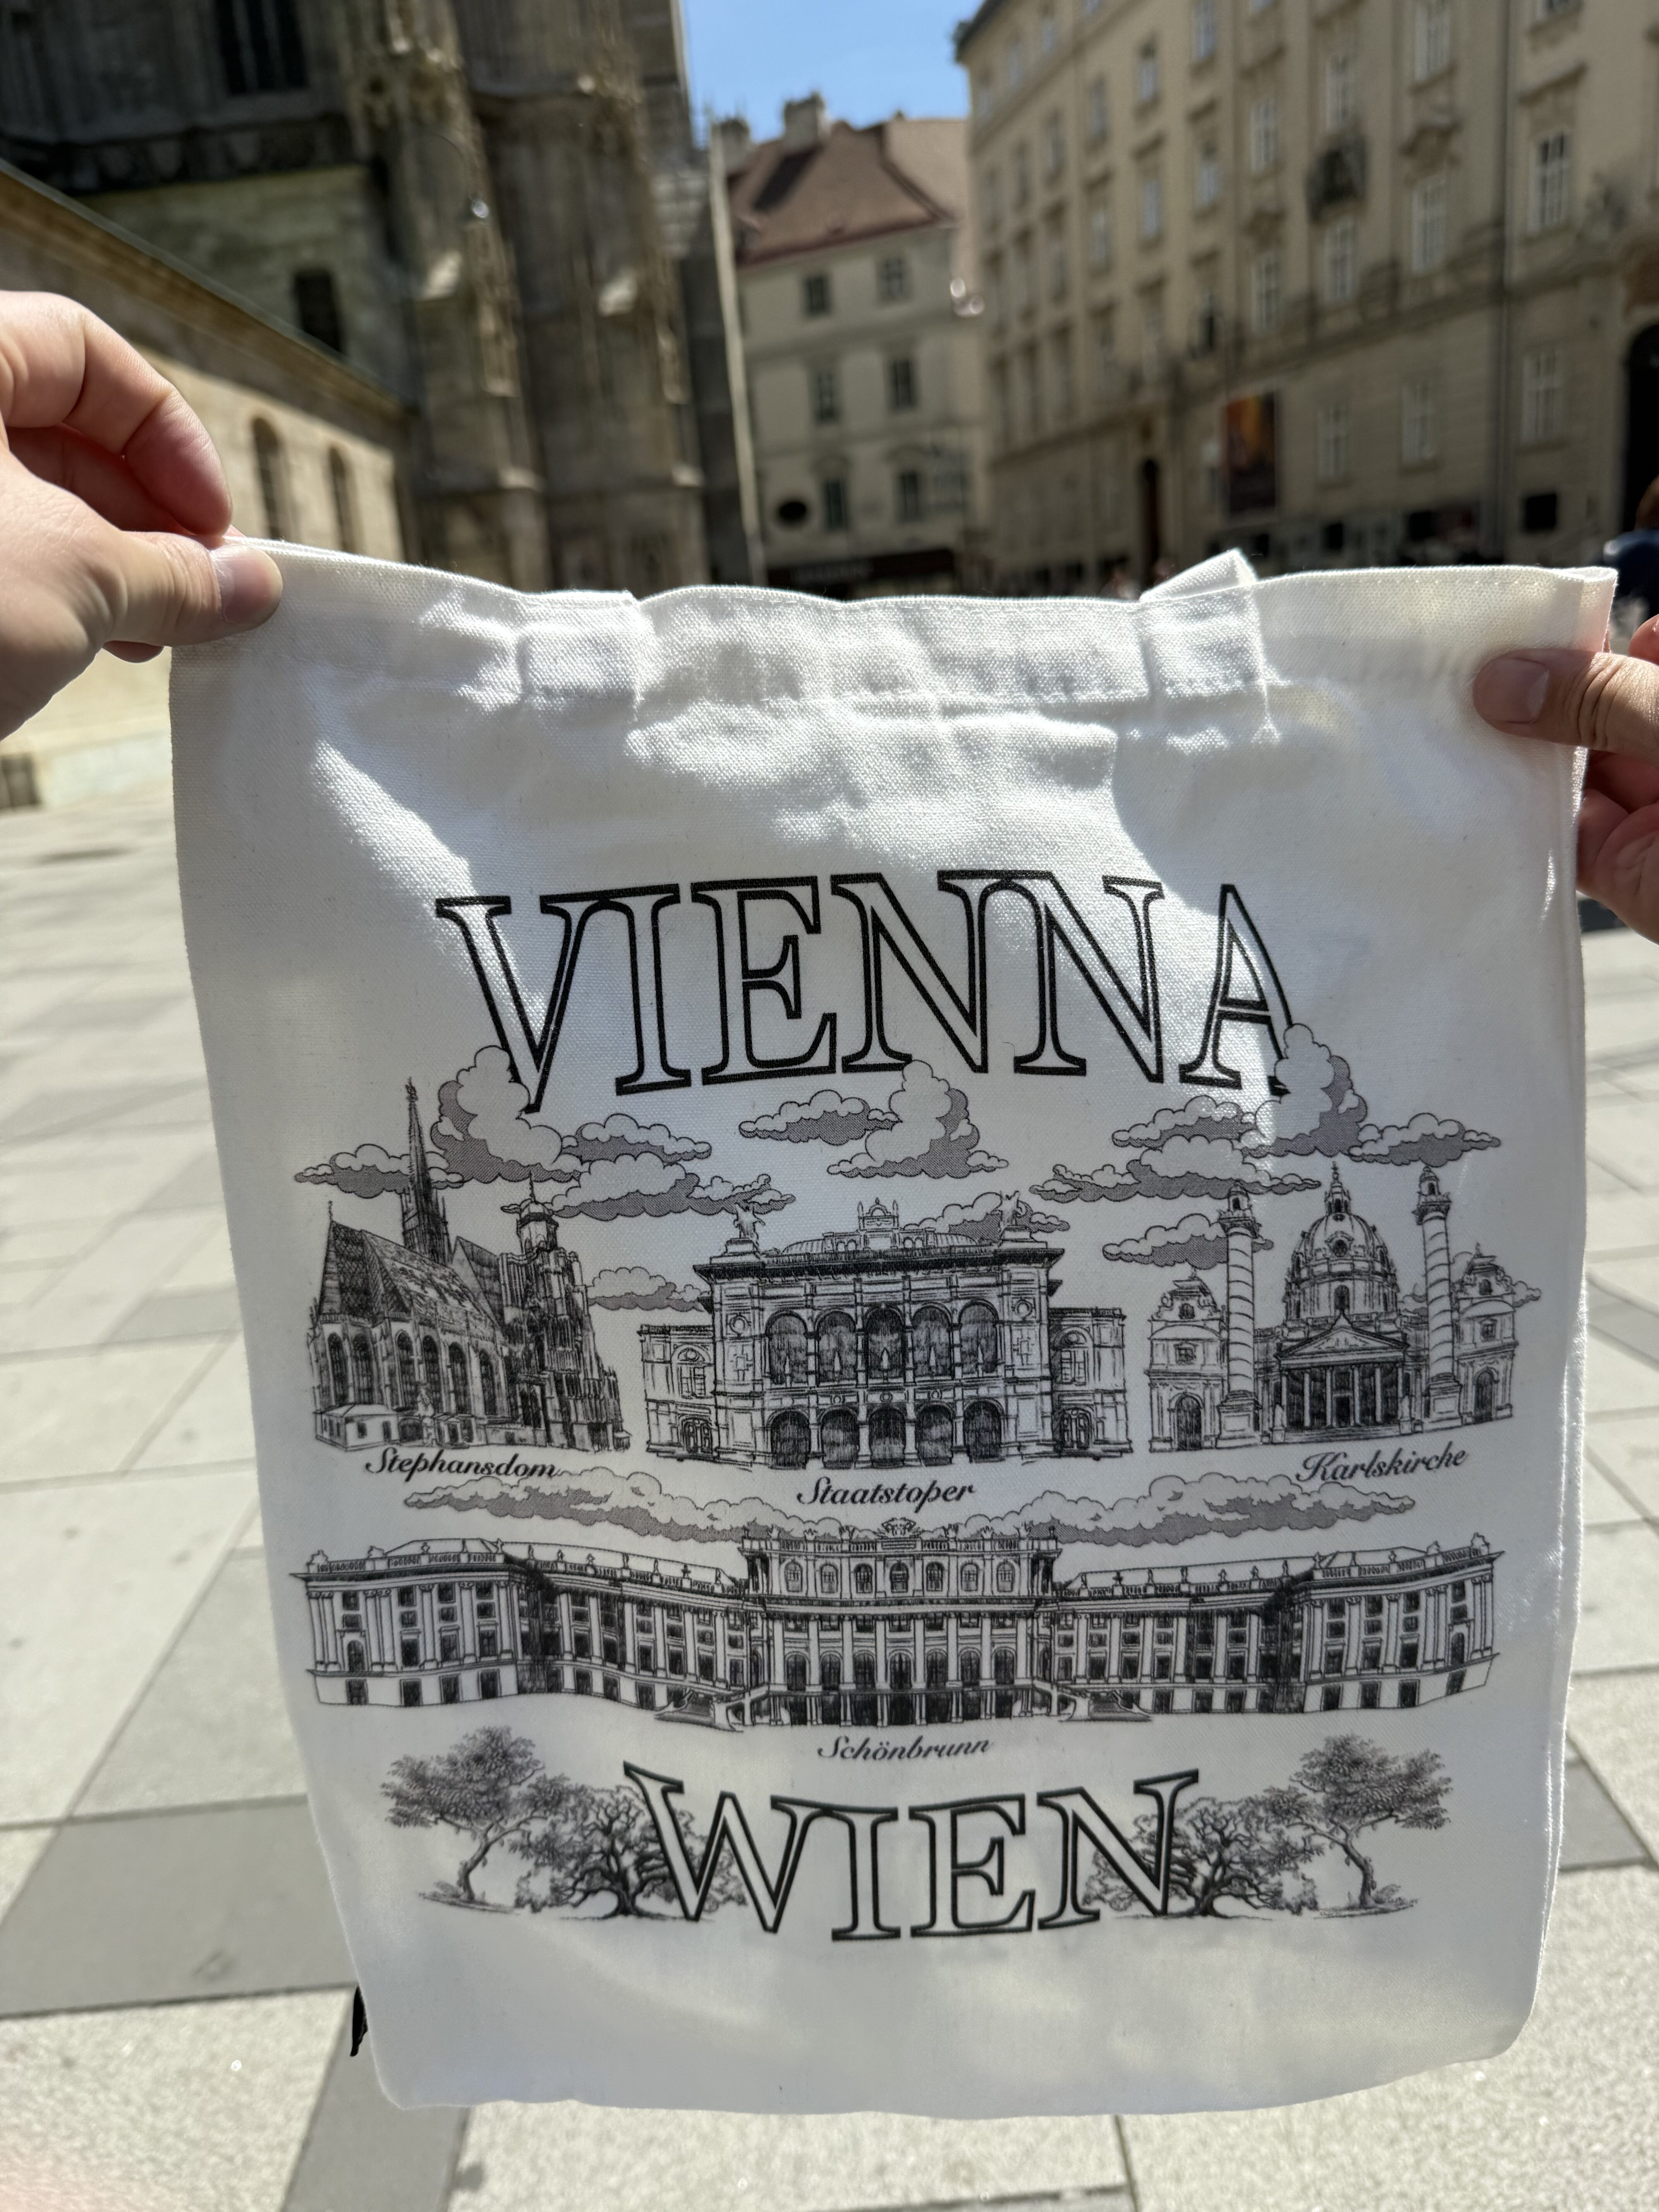 VIENNA
Stephansdom
Staatstoper
Karlskirche
Schönbrunn
WIEN